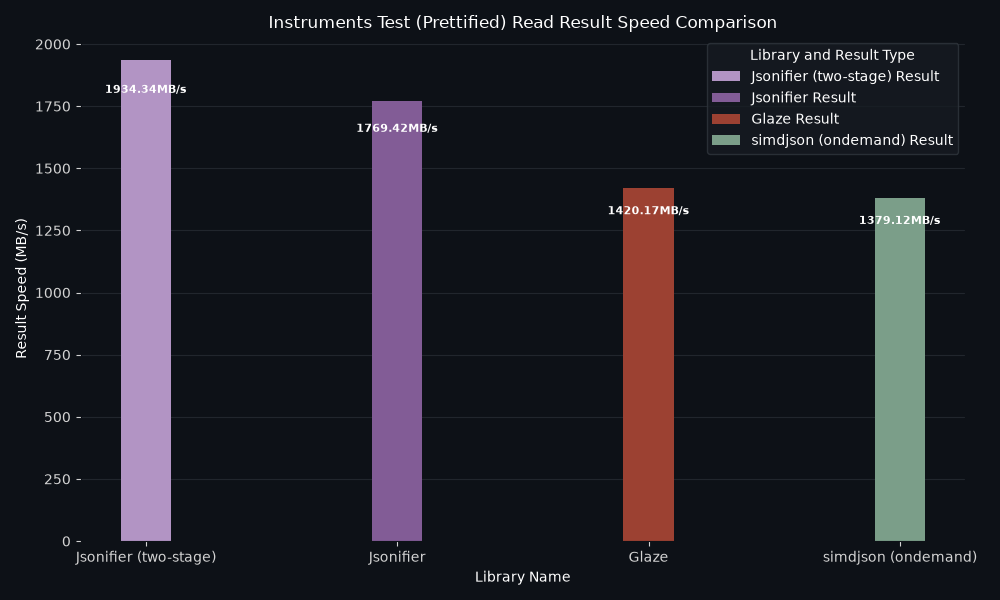 Instruments Test (Prettified) Read Result Speed Comparison
Library and Result Type
Jsonifier (two-stage) Result
Jsonifier Result
Glaze Result
simdjson (ondemand) Result
Result Speed (MB/s)
2000
1750
1500
1250
1000
750
500
250
0
1934.34MB/s
1769.42MB/s
1420.17MB/s
1379.12MB/s
Jsonifier (two-stage)
Jsonifier
Glaze
simdjson (ondemand)
Library Name